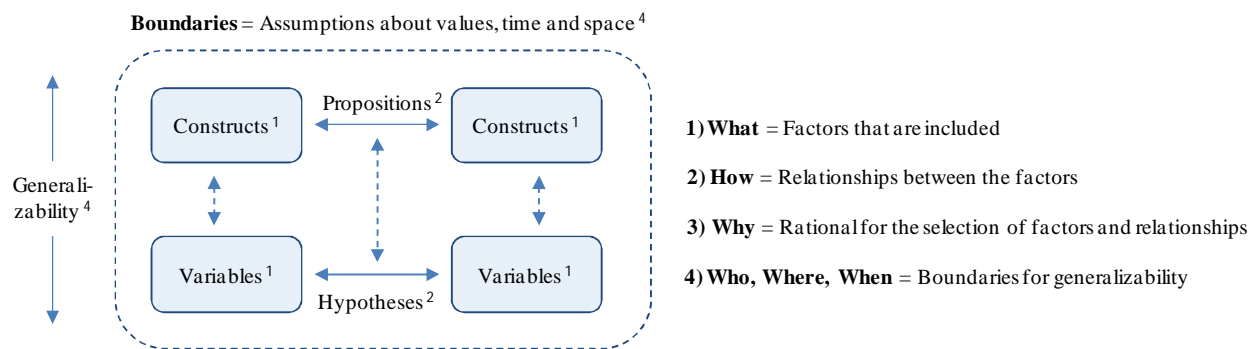 Boundaries = Assumptions about values, time and space 4
Propositions 2
Constructs 1
Constructs 1
Generali-
zability 4
Variables 1
Variables 1
Hypotheses 2
1) What = Factors that are included
2) How = Relationships between the factors
3) Why = Rational for the selection of factors and relationships
4) Who, Where, When = Boundaries for generalizability